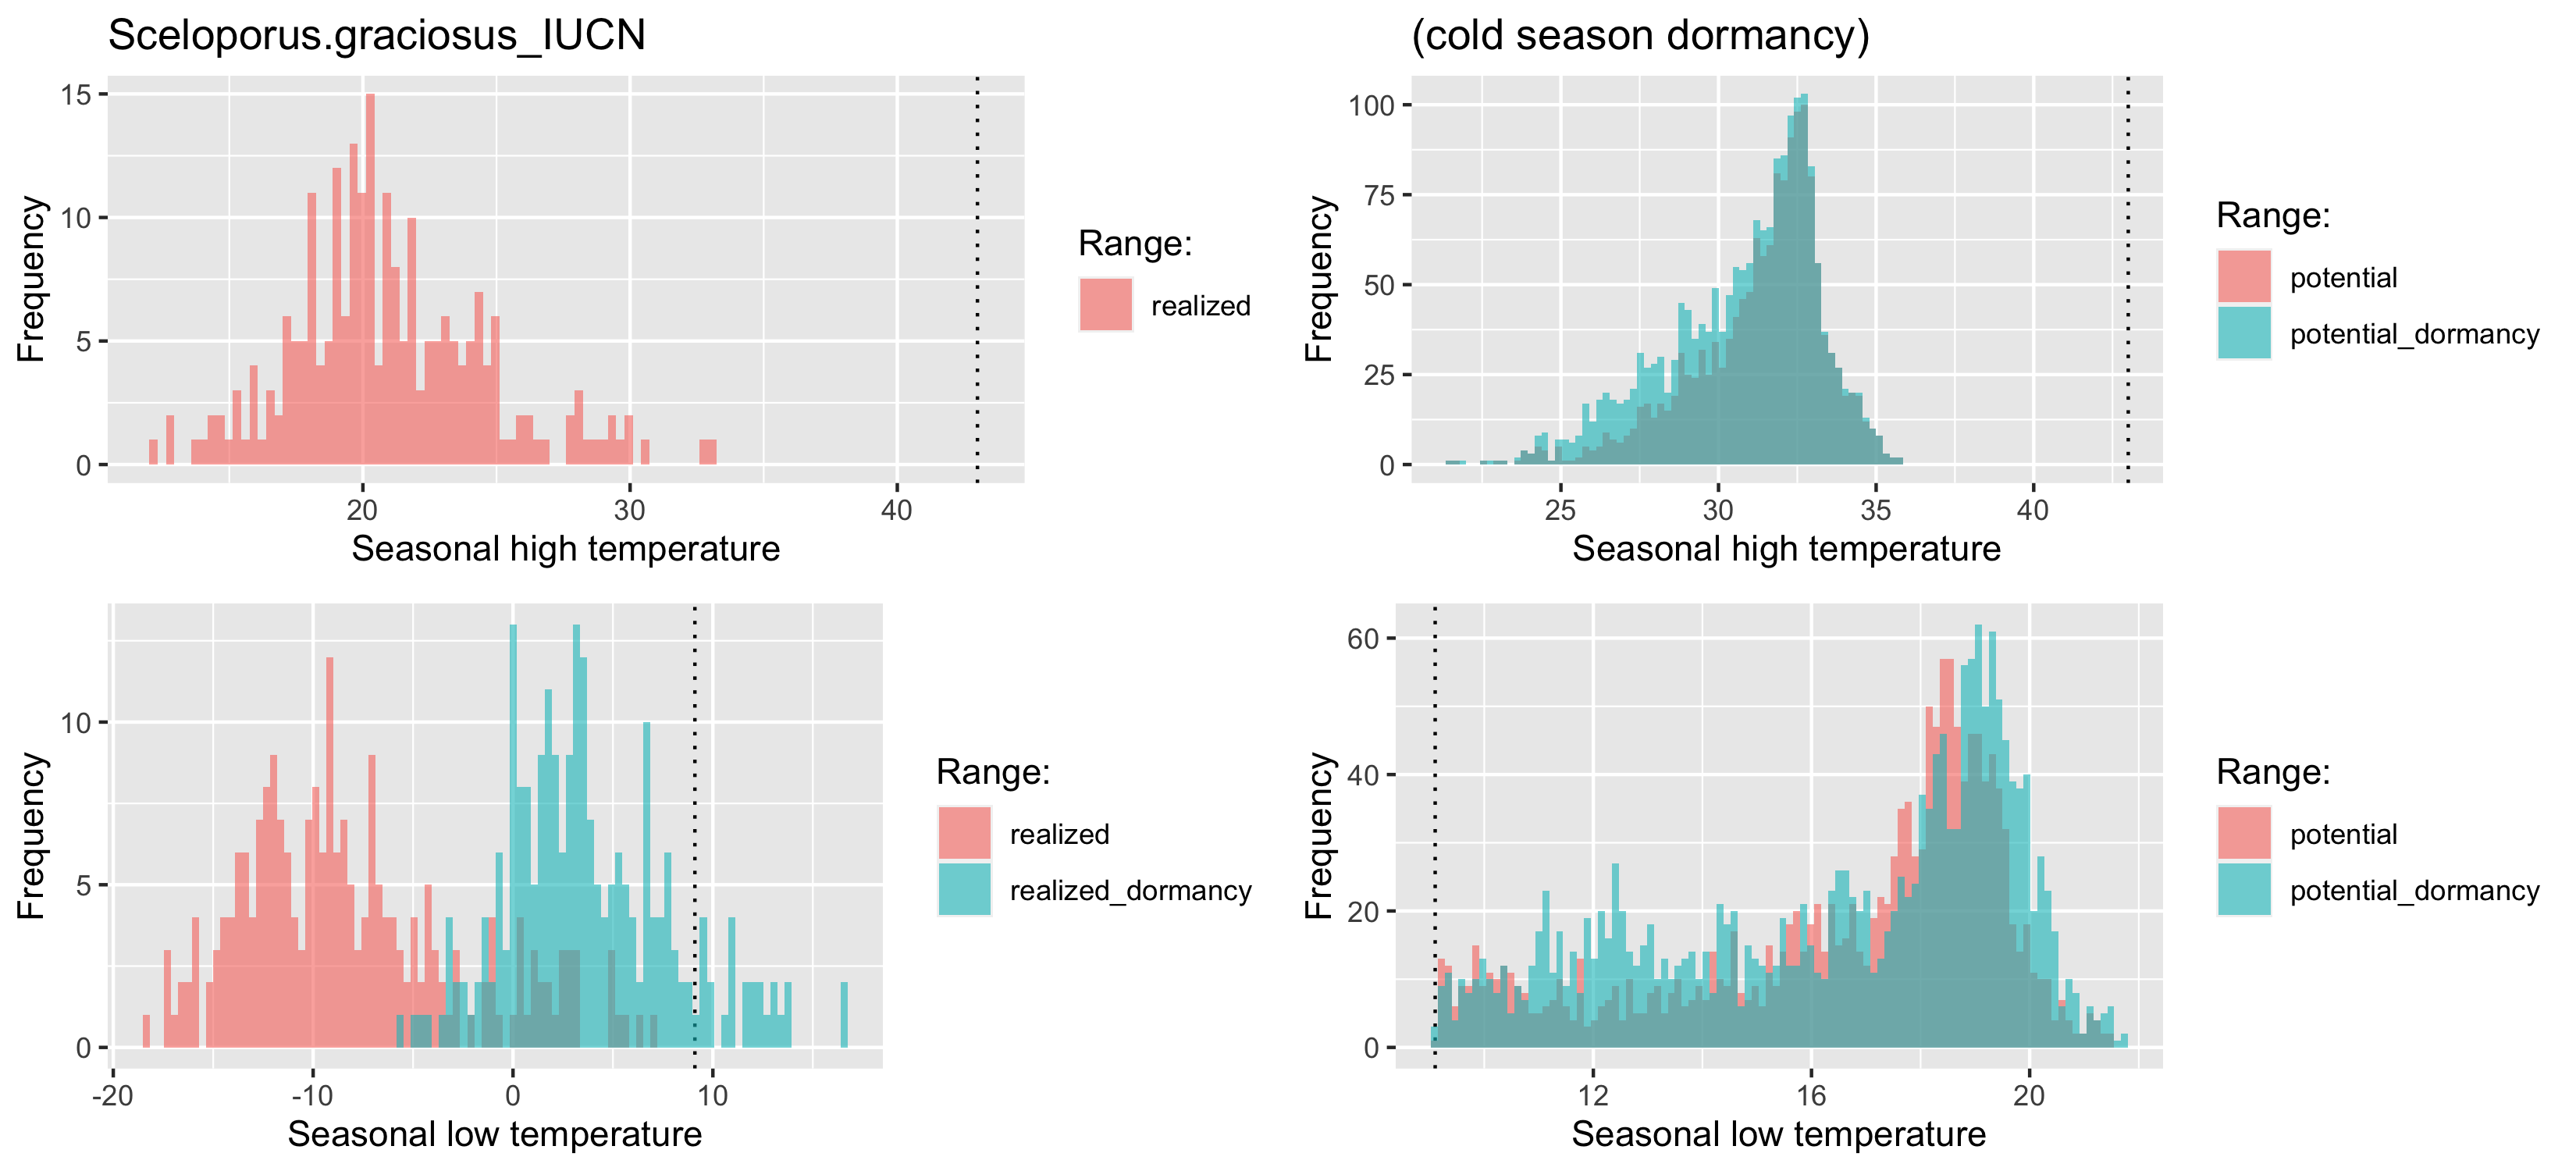 Sceloporus.graciosus_IUCN
15
10
5
0
Frequency
20
30
40
Seasonal high temperature
Range:
realized
(cold season dormancy)
100
75
50
25
0
Frequency
25
30
35
40
Seasonal high temperature
Range:
potential
potential_dormancy
10
5
0
Frequency
-20
-10
0
10
Seasonal low temperature
Range:
realized
realized_dormancy
60
40
20
0
Frequency
12
16
20
Seasonal low temperature
Range:
potential
potential_dormancy